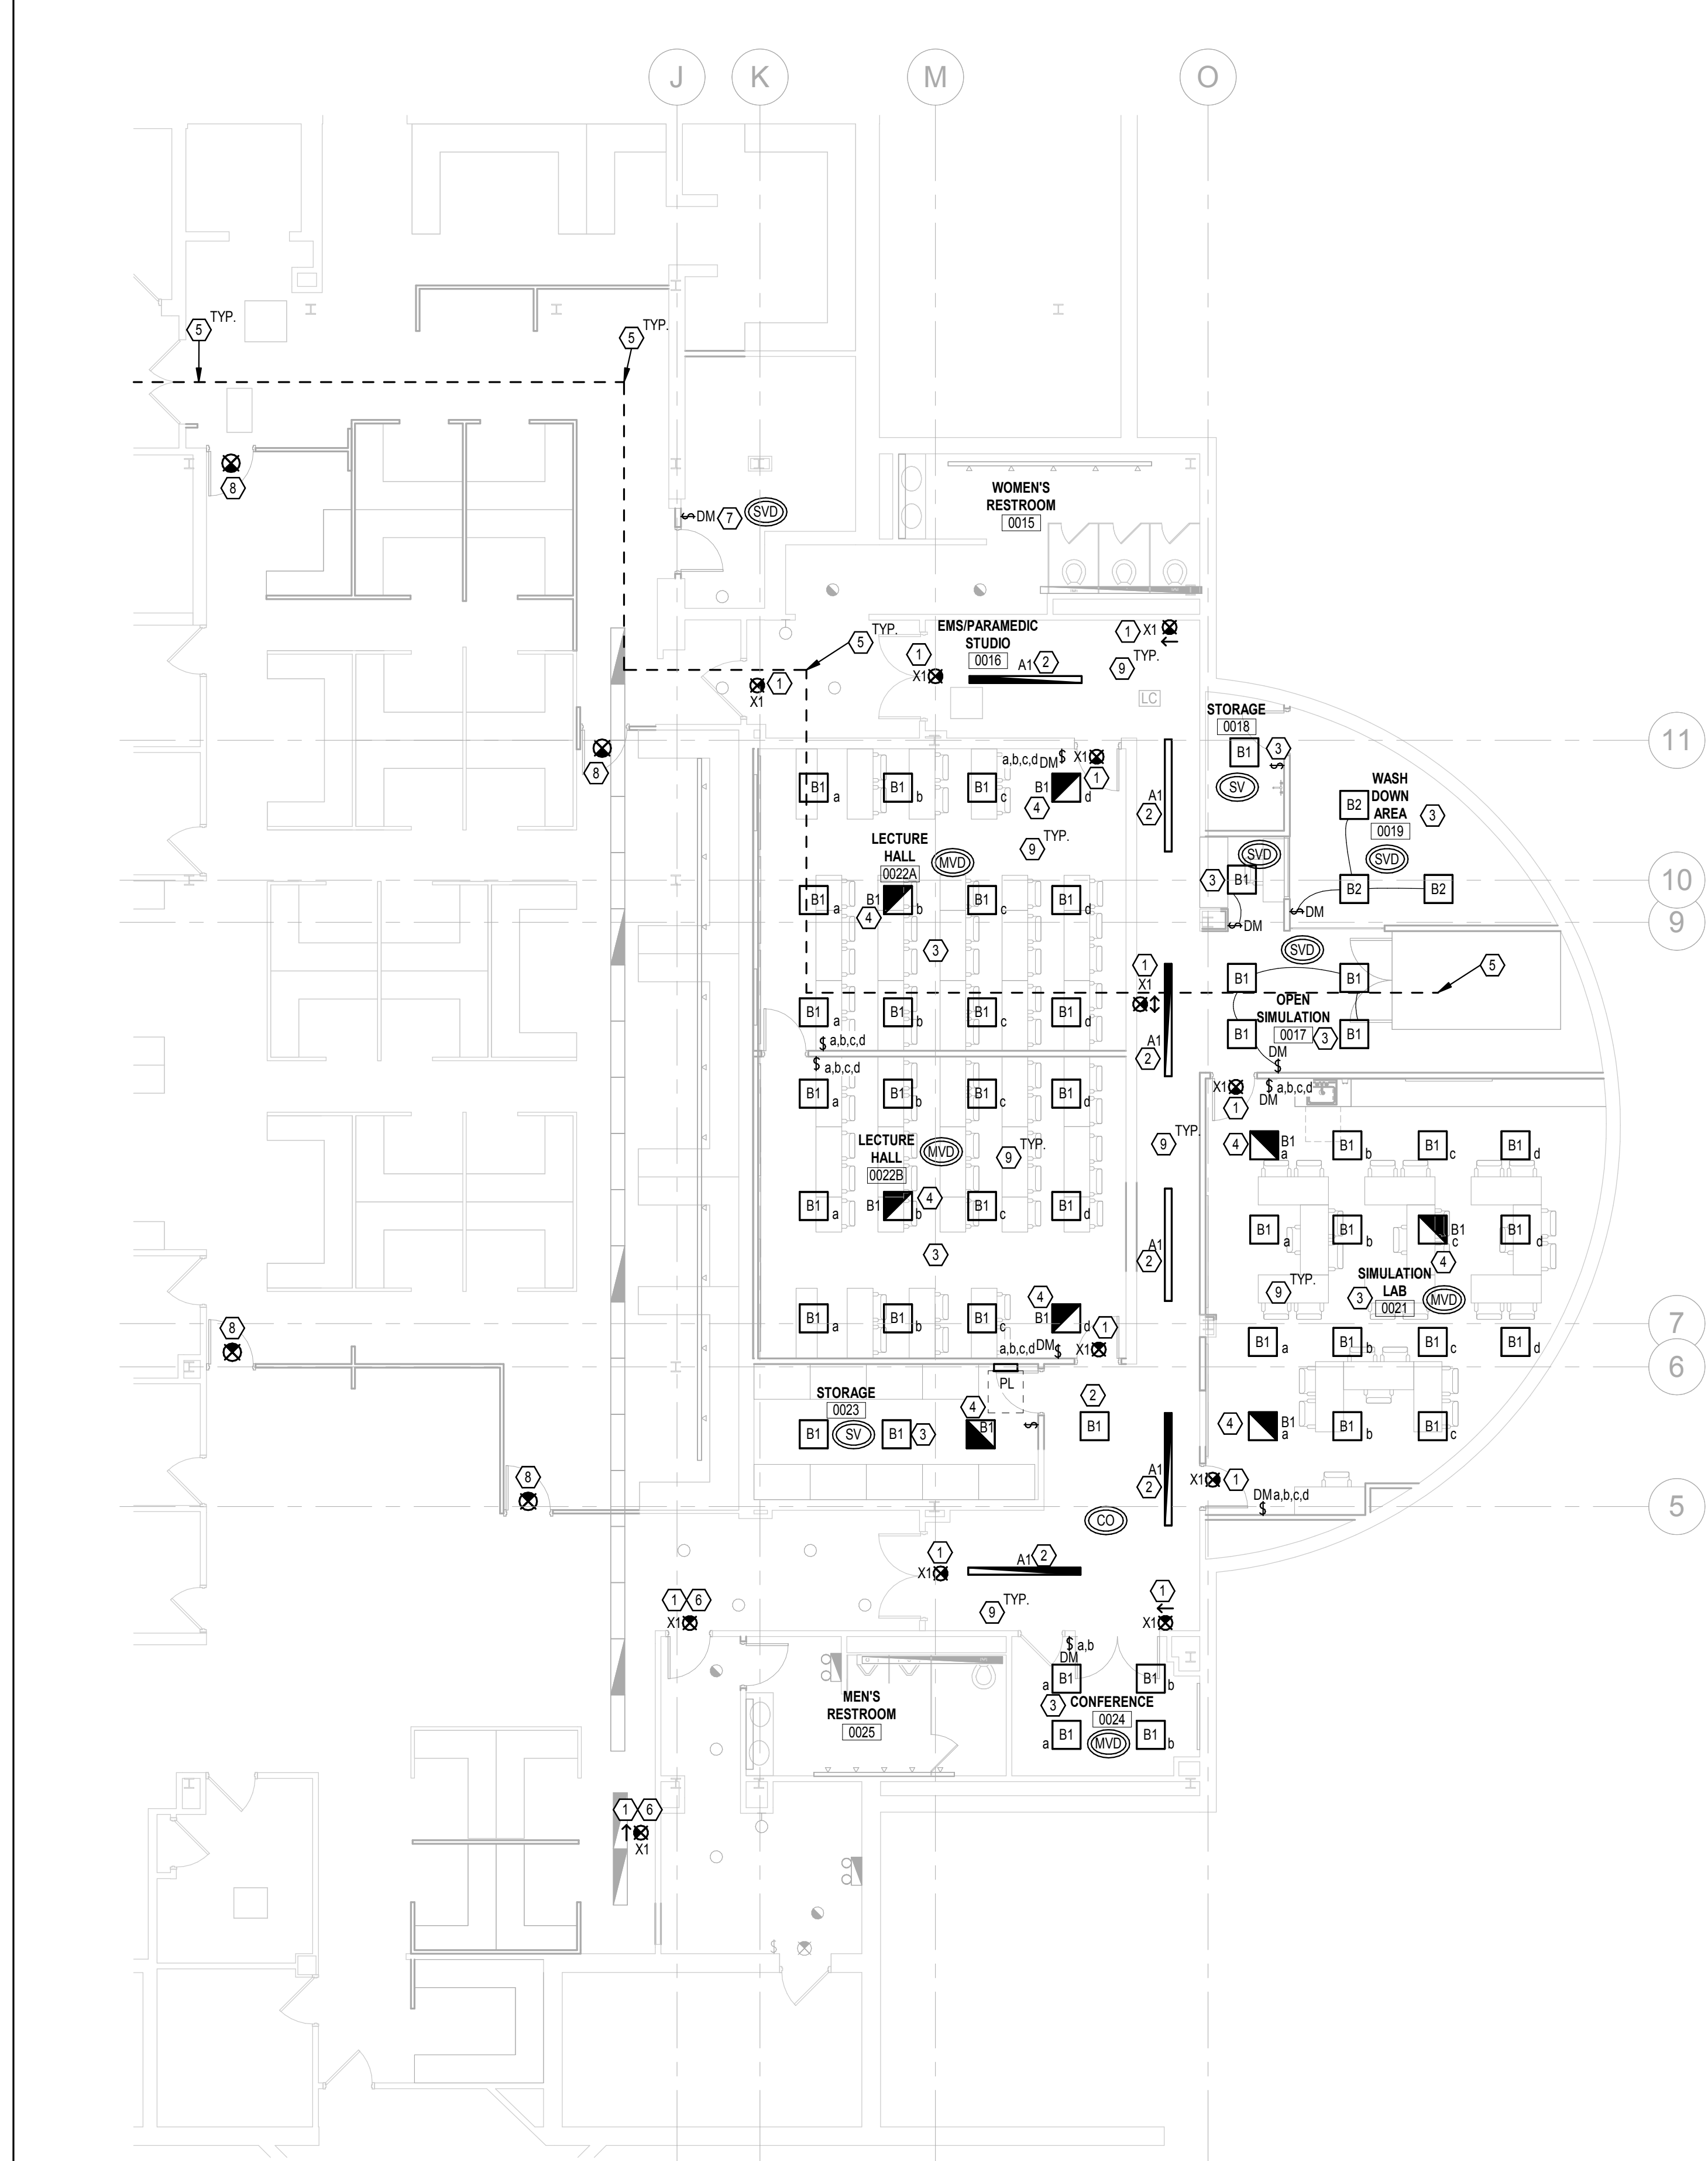 J
K
M
O
5
TYP.
5
TYP.
8
DM
7
SVD
WOMEN'S
RESTROOM
0015
5
TYP.
EMS/PARAMEDIC
STUDIO
0016
1
X1
1
X1
A1
2
1
X1
9
TYP.
LC
STORAGE
0018
B1
3
SV
11
8
a,b,c,d
DM
$
X1
1
B1
a
B1
b
B1
c
B1
d
4
A1
2
WASH
DOWN
AREA
0019
B2
3
LECTURE
HALL
0022A
MVD
9
TYP.
SVD
SVD
B1
a
B1
b
4
B1
c
B1
d
3
B1
DM
B2
B2
DM
10
9
3
SVD
1
X1
B1
B1
5
B1
a
B1
b
B1
c
B1
d
A1
2
OPEN
SIMULATION
0017
3
B1
B1
DM
$
$ a,b,c,d
$ a,b,c,d
B1
a
B1
b
B1
c
B1
d
X1
1
$ a,b,c,d
DM
LECTURE
HALL
0022B
MVD
9
TYP.
9
TYP.
4
B1
a
B1
b
B1
c
B1
d
B1
a
B1
b
4
B1
c
B1
d
3
A1
2
B1
a
B1
b
B1
c
4
B1
d
SIMULATION
LAB
0021
9
TYP.
3
MVD
8
B1
a
B1
b
B1
c
4
B1
d
a,b,c,d
DM
$
X1
1
B1
a
B1
b
B1
c
B1
d
7
6
PL
STORAGE
0023
B1
SV
B1
3
4
B1
$
2
B1
4
B1
a
B1
b
B1
c
A1
2
8
X1
1
DM
a,b,c,d
$
5
CO
1
X1
A1
2
1
6
X1
9
TYP.
1
X1
$ a,b
DM
MEN'S
RESTROOM
0025
a
B1
B1
b
3
CONFERENCE
0024
a
B1
MVD
B1
b
1
6
X1
$